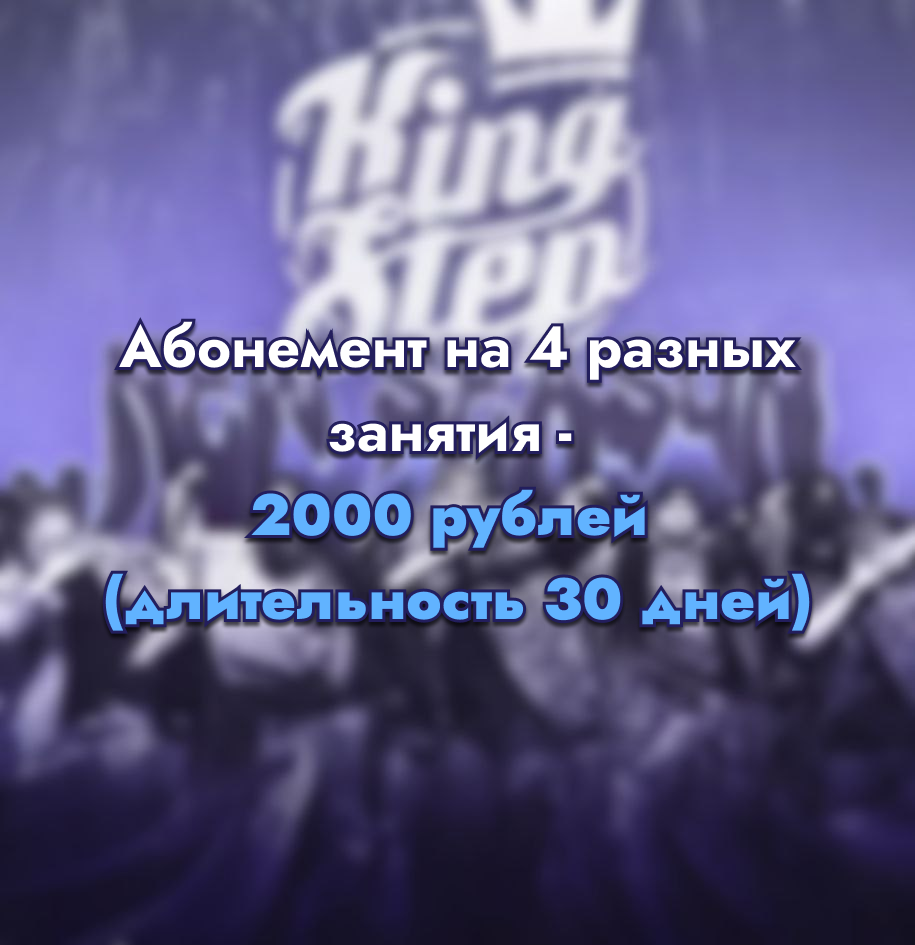 King
Step
Абонемент на 4 разных
занятия -
2000 рублей
(длительность 30 дней)